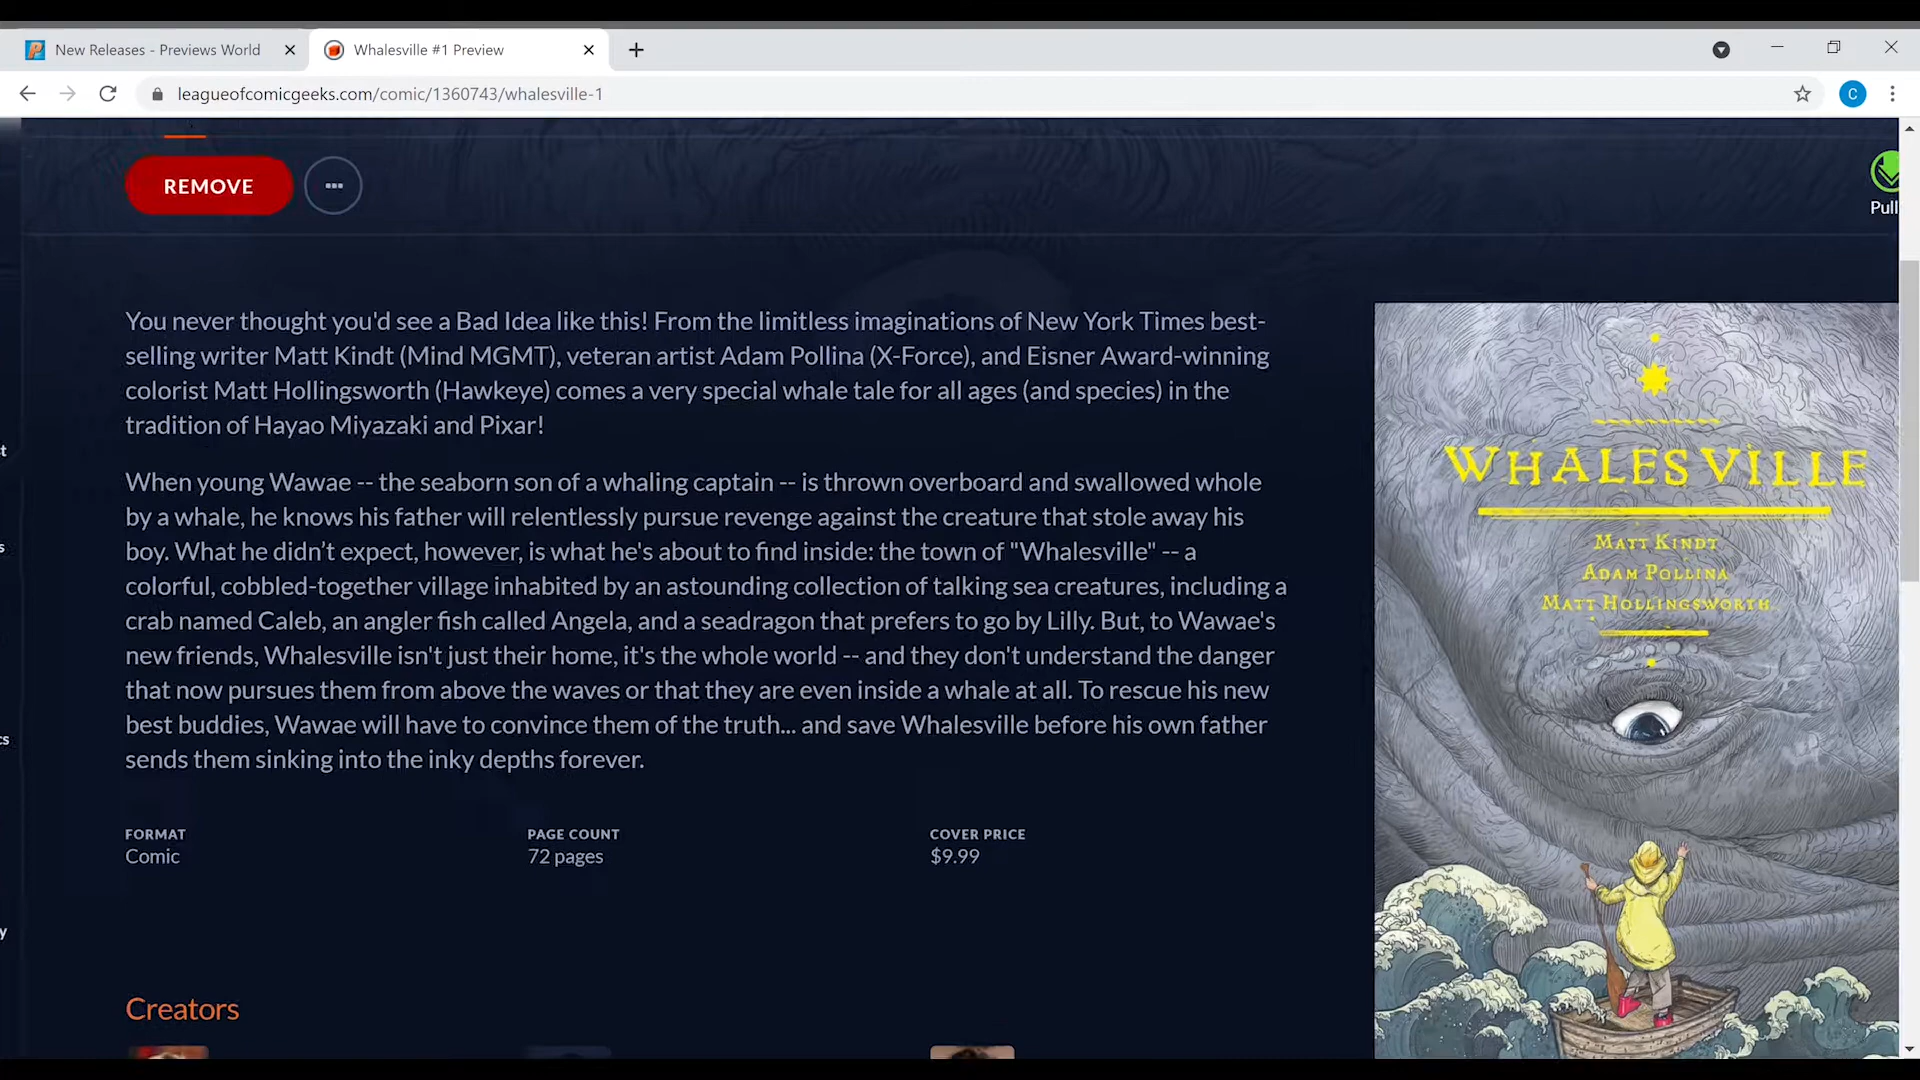 New Releases - Previews World
Whalesville #1 Preview
leagueofcomicgeeks.com/comic/1360743/whalesville-1
C
REMOVE
Pull
You never thought you'd see a Bad Idea like this! From the limitless imaginations of New York Times best-
selling writer Matt Kindt (Mind MGMT), veteran artist Adam Pollina (X-Force), and Eisner Award-winning
colorist Matt Hollingsworth (Hawkeye) comes a very special whale tale for all ages (and species) in the
tradition of Hayao Miyazaki and Pixar!
When young Wawae -- the seaborn son of a whaling captain -- is thrown overboard and swallowed whole
by a whale, he knows his father will relentlessly pursue revenge against the creature that stole away his
boy. What he didn’t expect, however, is what he's about to find inside: the town of "Whalesville" -- a
colorful, cobbled-together village inhabited by an astounding collection of talking sea creatures, including a
crab named Caleb, an angler fish called Angela, and a seadragon that prefers to go by Lilly. But, to Wawae's
new friends, Whalesville isn't just their home, it's the whole world -- and they don't understand the danger
that now pursues them from above the waves or that they are even inside a whale at all. To rescue his new
best buddies, Wawae will have to convince them of the truth... and save Whalesville before his own father
sends them sinking into the inky depths forever.
FORMAT
Comic
PAGE COUNT
72 pages
COVER PRICE
$9.99
Creators
WHALESVILLE
MATT KINDT
ADAM POLLINA
MATT HOLLINGSWORTH